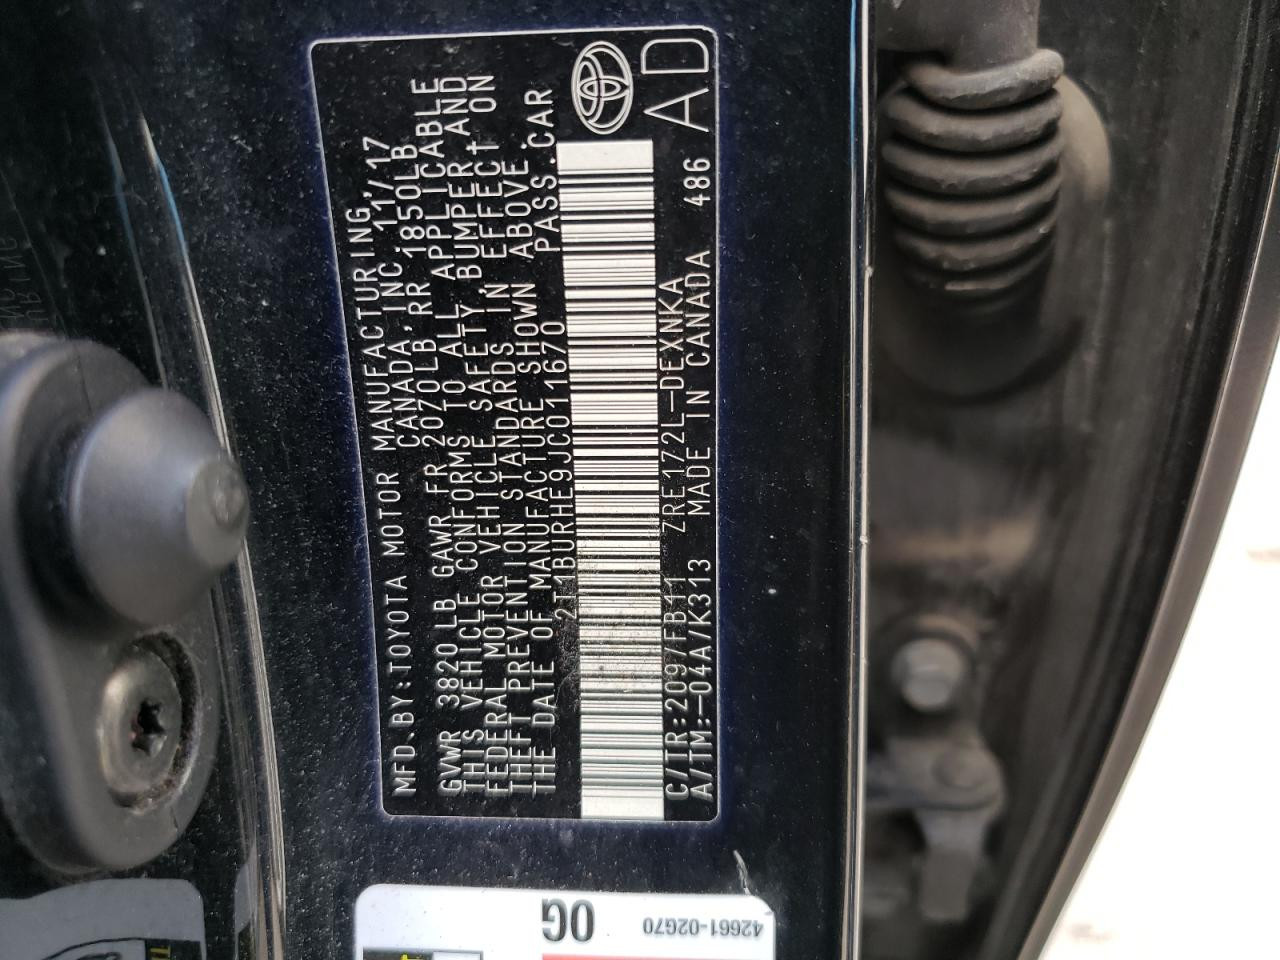 MFD.BY:TOYOTA MOTOR MANUFACTURING,
CANADA,INC. 11/17
GVWR 3820LB GAWR FR 2070LB,RR 1850LB
THIS VEHICLE CONFORMS TO ALL APPLICABLE
FEDERAL MOTOR VEHICLE SAFETY,BUMPER,AND
THEFT PREVENTION STANDARDS IN EFFECT ON
THE DATE OF MANUFACTURE SHOWN ABOVE.
2T1BURHE9JC011670 PASS.CAR
C/TR:209/FB11 ZRE172L-DEXNKA
A/TM:-04A/K313 MADE IN CANADA 486
AD
0G
42661-02G70